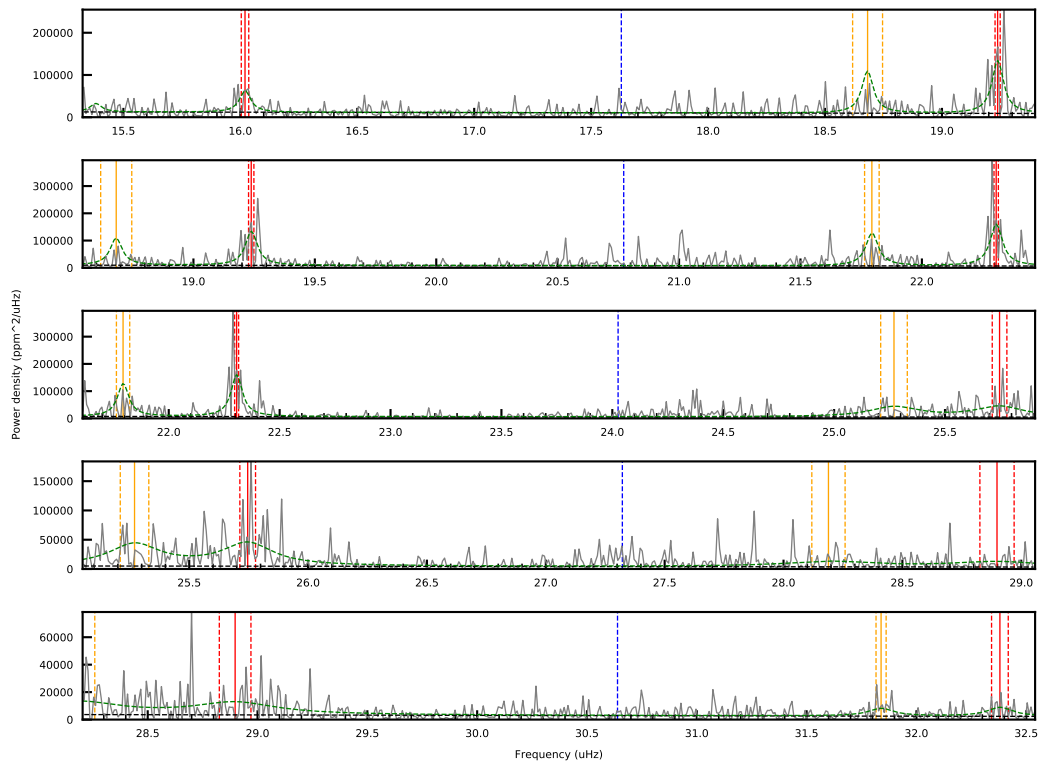 200000
100000
0
15.5 16.0 16.5 17.0 17.5 18.0 18.5 19.0
300000
200000
100000
0
19.0 19.5 20.0 20.5 21.0 21.5 22.0
Power density (ppm^2/uHz)
300000
200000
100000
0
22.0 22.5 23.0 23.5 24.0 24.5 25.0 25.5
150000
100000
50000
0
25.5 26.0 26.5 27.0 27.5 28.0 28.5 29.0
60000
40000
20000
0
28.5 29.0 29.5 30.0 30.5 31.0 31.5 32.0 32.5
Frequency (uHz)